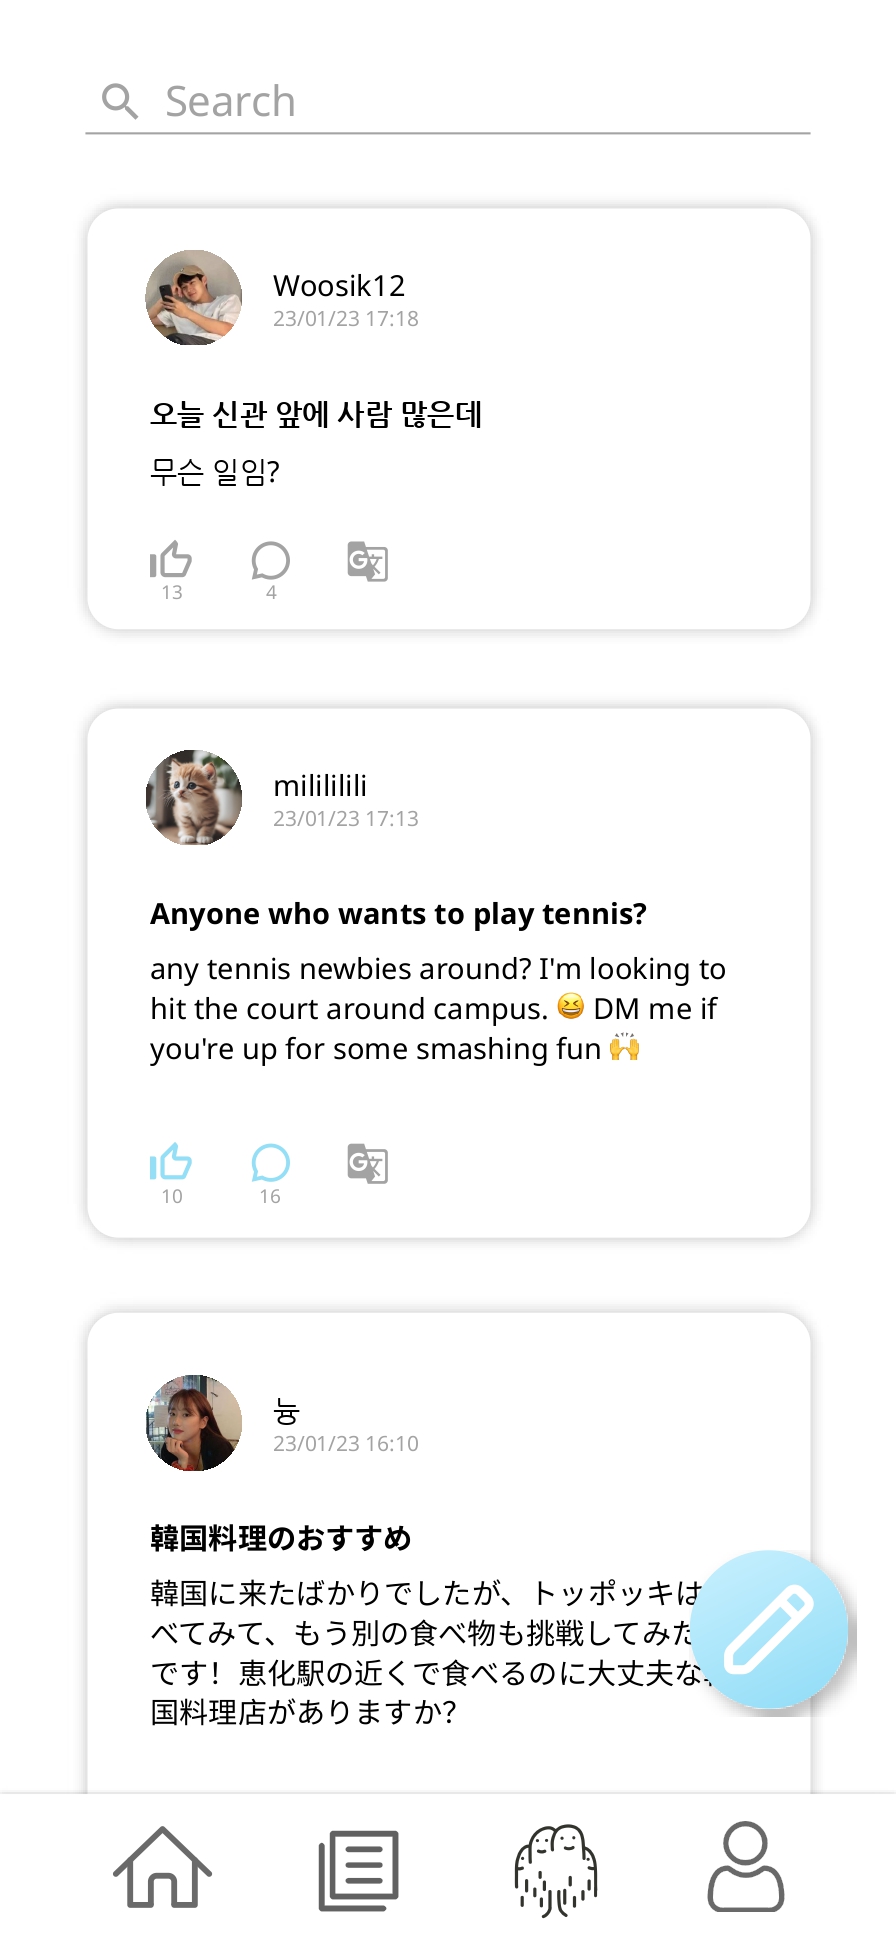 Search
Woosik12
23/01/23 17:18
오늘 신관 앞에 사람 많은데
무슨 일임?
13
4
G文
milililili
23/01/23 17:13
Anyone who wants to play tennis?
any tennis newbies around? I'm looking to
hit the court around campus. 😆 DM me if
you're up for some smashing fun 🙌
10
16
G文
늉
23/01/23 16:10
韓国料理のおすすめ
韓国に来たばかりでしたが、トッポッキは
べてみて、もう別の食べ物も挑戦してみた
です！恵化駅の近くで食べるのに大丈夫な
国料理店がありますか？